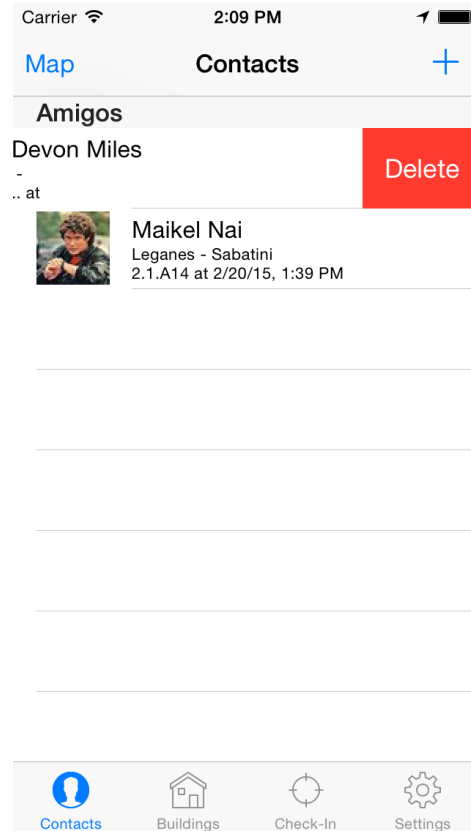 Carrier 2:09 PM
Map Contacts +
Amigos
Devon Miles
-
.. at
Delete
Maikel Nai
Leganes - Sabatini
2.1.A14 at 2/20/15, 1:39 PM
Contacts Buildings Check-In Settings